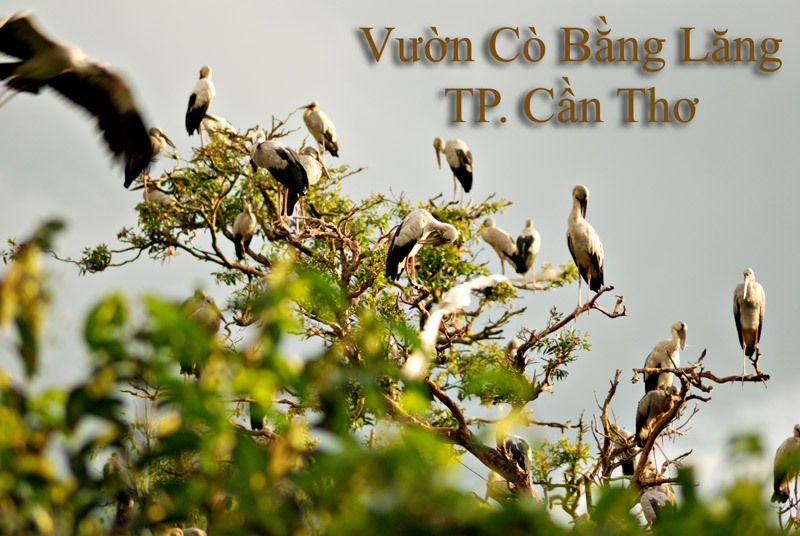 Vườn Cò Bằng Lăng
TP. Cần Thơ